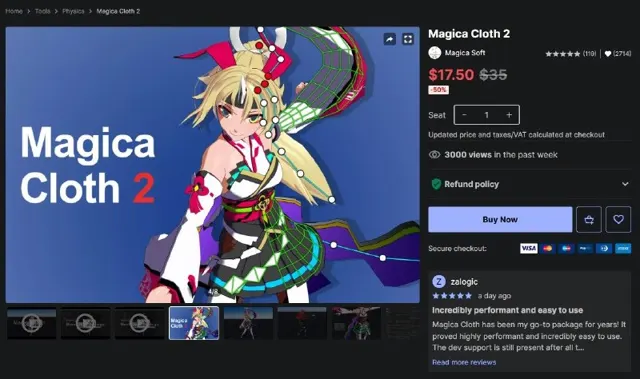 Home > Tools > Physics > Magica Cloth 2
Magica
Cloth 2
4/8
Magica Cloth 2
Magica Soft
(119) | (2714)
$17.50 $35
-50%
Seat - 1 +
Updated price and taxes/VAT calculated at checkout
3000 views in the past week
Refund policy
Buy Now
Secure checkout:
VISA
Z zalogic
a day ago
Incredibly performant and easy to use
Magica Cloth has been my go-to package for years! It
proved highly performant and incredibly easy to use.
The dev support is still present after all t...
Read more reviews
Magica
Cloth